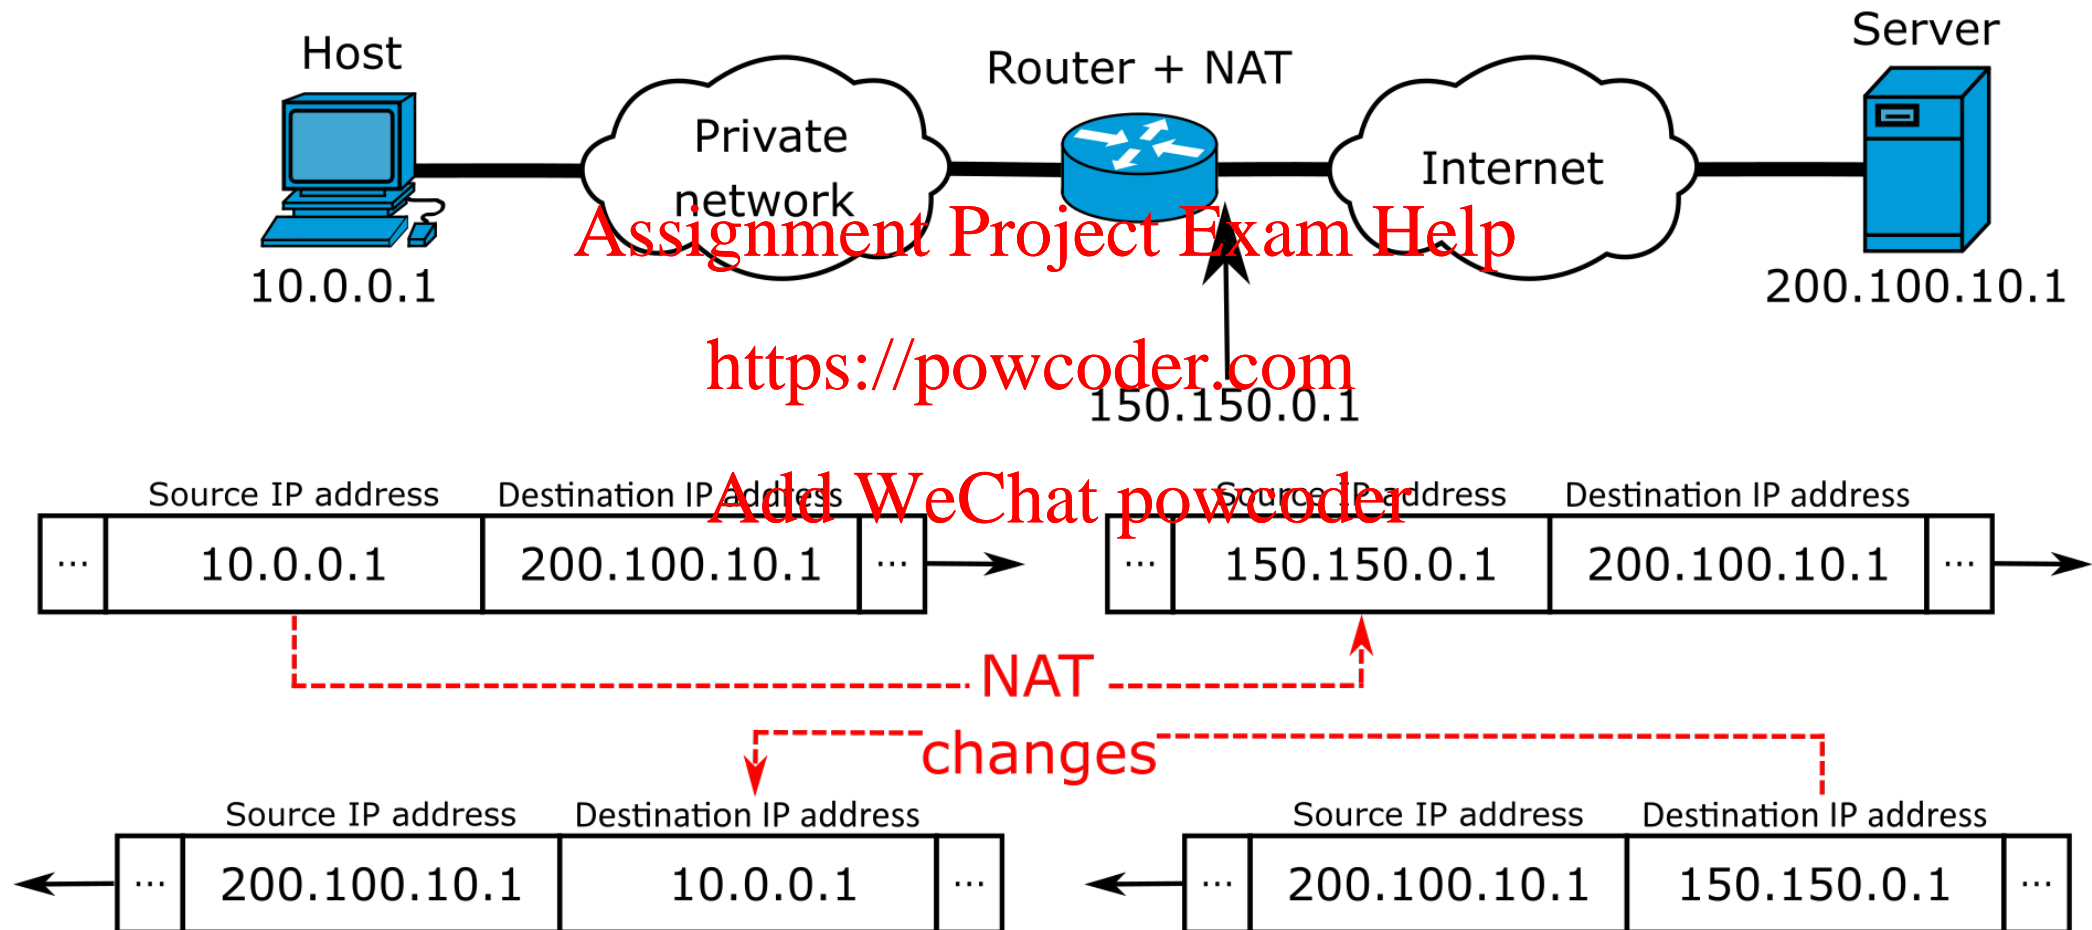 Host
Router + NAT
Server
Private
network
Internet
Assignment Project Exam Help
10.0.0.1
200.100.10.1
https://powcoder.com
150.150.0.1
Add WeChat powcoder
Source IP address Destination IP address
Source IP address Destination IP address
... 10.0.0.1 200.100.10.1 ...
... 150.150.0.1 200.100.10.1 ...
NAT
changes
Source IP address Destination IP address
Source IP address Destination IP address
... 200.100.10.1 10.0.0.1 ...
... 200.100.10.1 150.150.0.1 ...